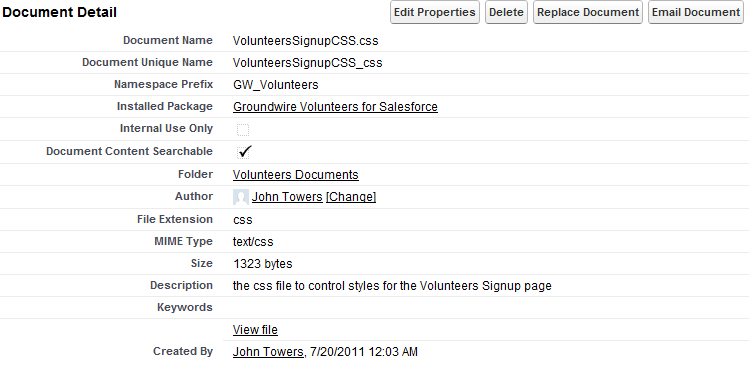 Document Detail Edit Properties Delete Replace Document Email Document
Document Name VolunteersSignupCSS.css
Document Unique Name VolunteersSignupCSS_css
Namespace Prefix GW_Volunteers
Installed Package Groundwire Volunteers for Salesforce
Internal Use Only
Document Content Searchable
Folder Volunteers Documents
Author John Towers [Change]
File Extension css
MIME Type text/css
Size 1323 bytes
Description the css file to control styles for the Volunteers Signup page
Keywords
View file
Created By John Towers, 7/20/2011 12:03 AM